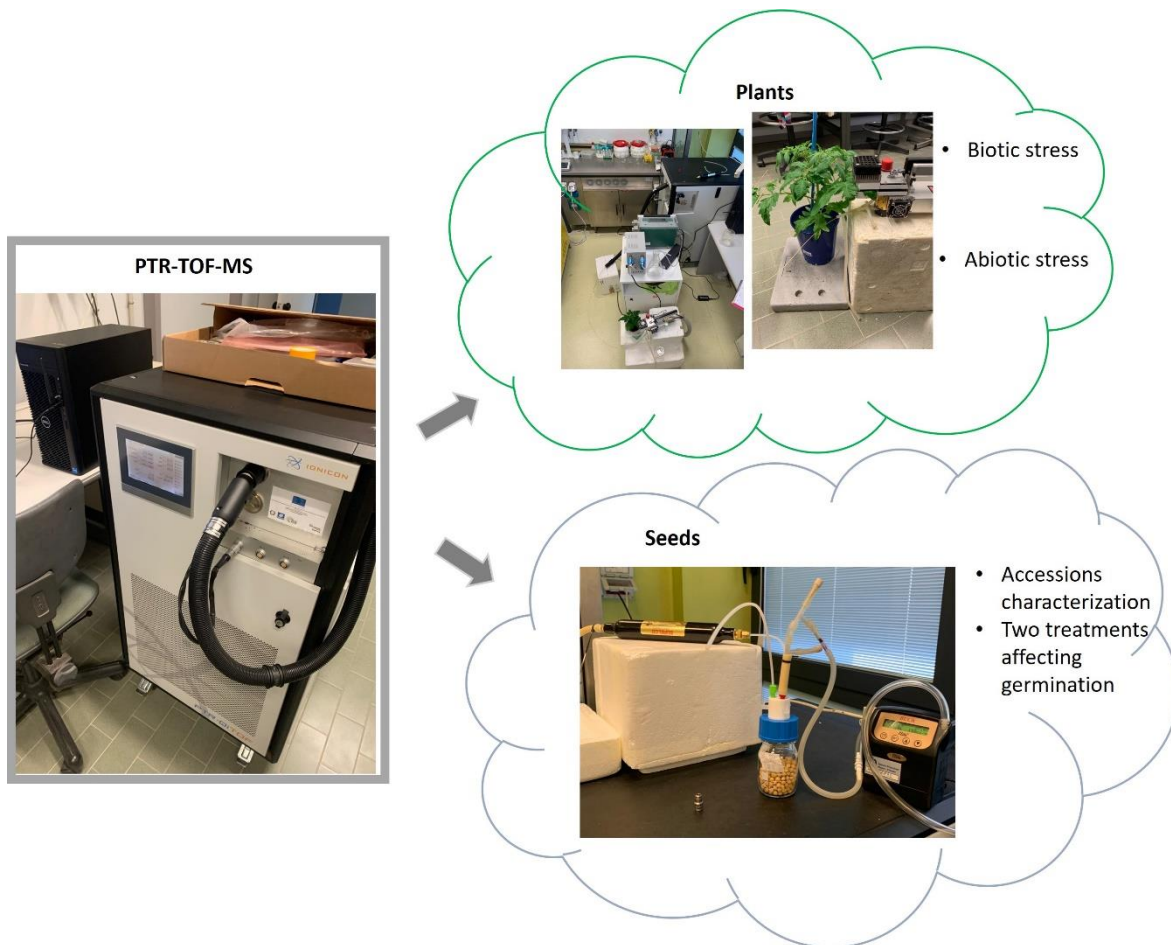 PTR-TOF-MS
IONICON
Plants
• Biotic stress
• Abiotic stress
Seeds
• Accessions
characterization
• Two treatments
affecting
germination